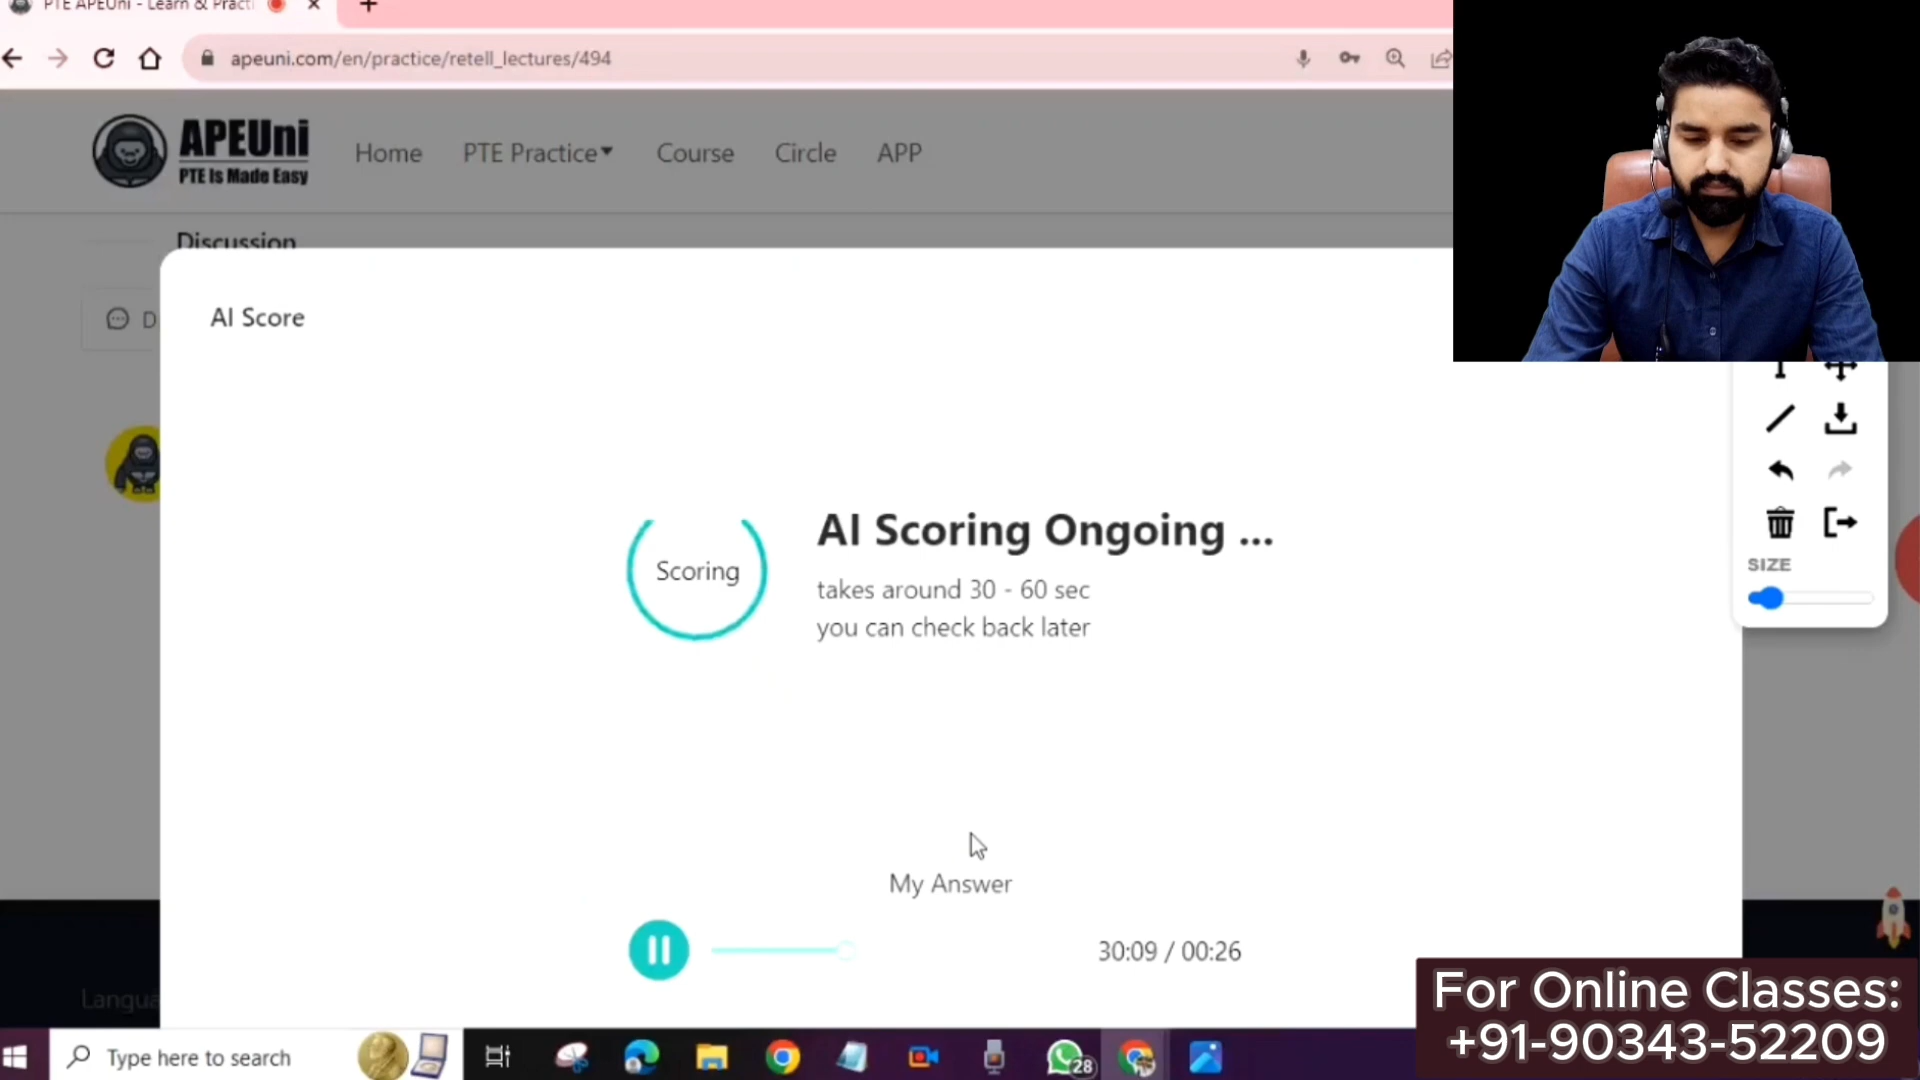 PTE APEUni - Learn & Practi
apeuni.com/en/practice/retell_lectures/494
APEUni
PTE Is Made Easy
Home
PTE Practice
Course
Circle
APP
Discussion
D
AI Score
Scoring
AI Scoring Ongoing ...
takes around 30 - 60 sec
you can check back later
SIZE
My Answer
30:09 / 00:26
Langua
For Online Classes:
+91-90343-52209
Type here to search
28